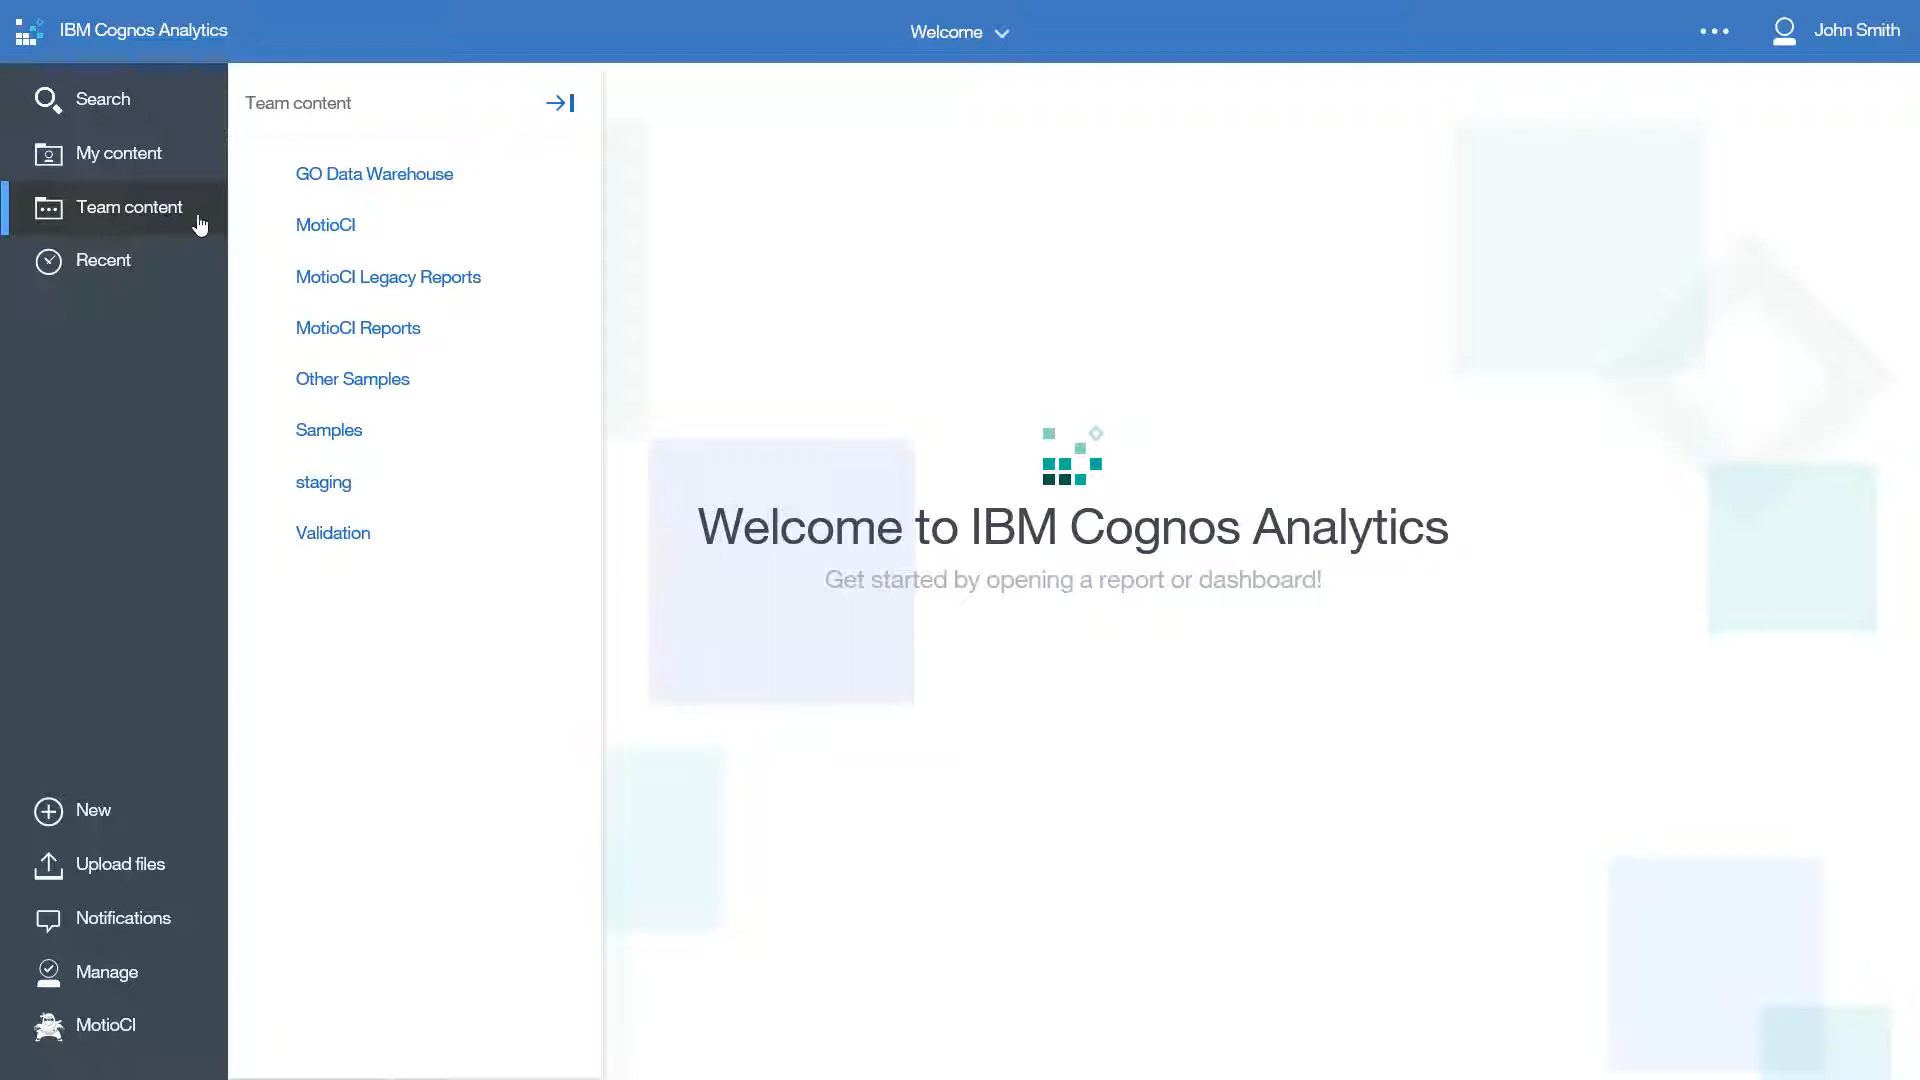 IBM Cognos Analytics
Welcome
John Smith
Search
My content
Team content
Recent
New
Upload files
Notifications
Manage
MotioCI
Team content
GO Data Warehouse
MotioCI
MotioCI Legacy Reports
MotioCI Reports
Other Samples
Samples
staging
Validation
Welcome to IBM Cognos Analytics
Get started by opening a report or dashboard!